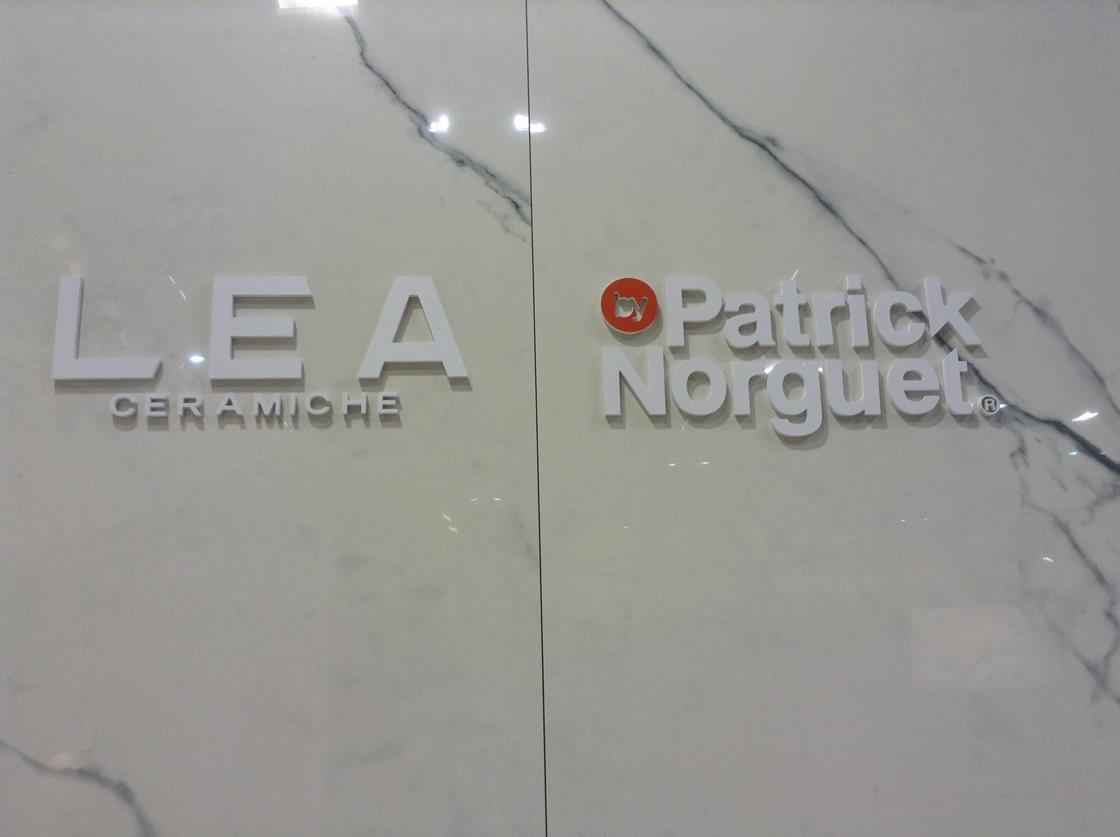 LEA
CERAMICHE
by Patrick
Norguet®